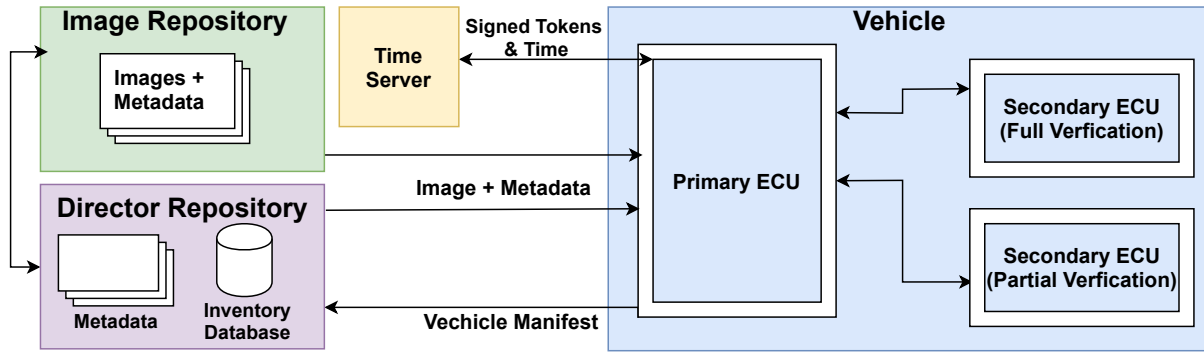 Image Repository
Images +
Metadata
Time
Server
Signed Tokens
& Time
Vehicle
Primary ECU
Secondary ECU
(Full Verfication)
Secondary ECU
(Partial Verfication)
Image + Metadata
Director Repository
Metadata
Inventory
Database
Vechicle Manifest